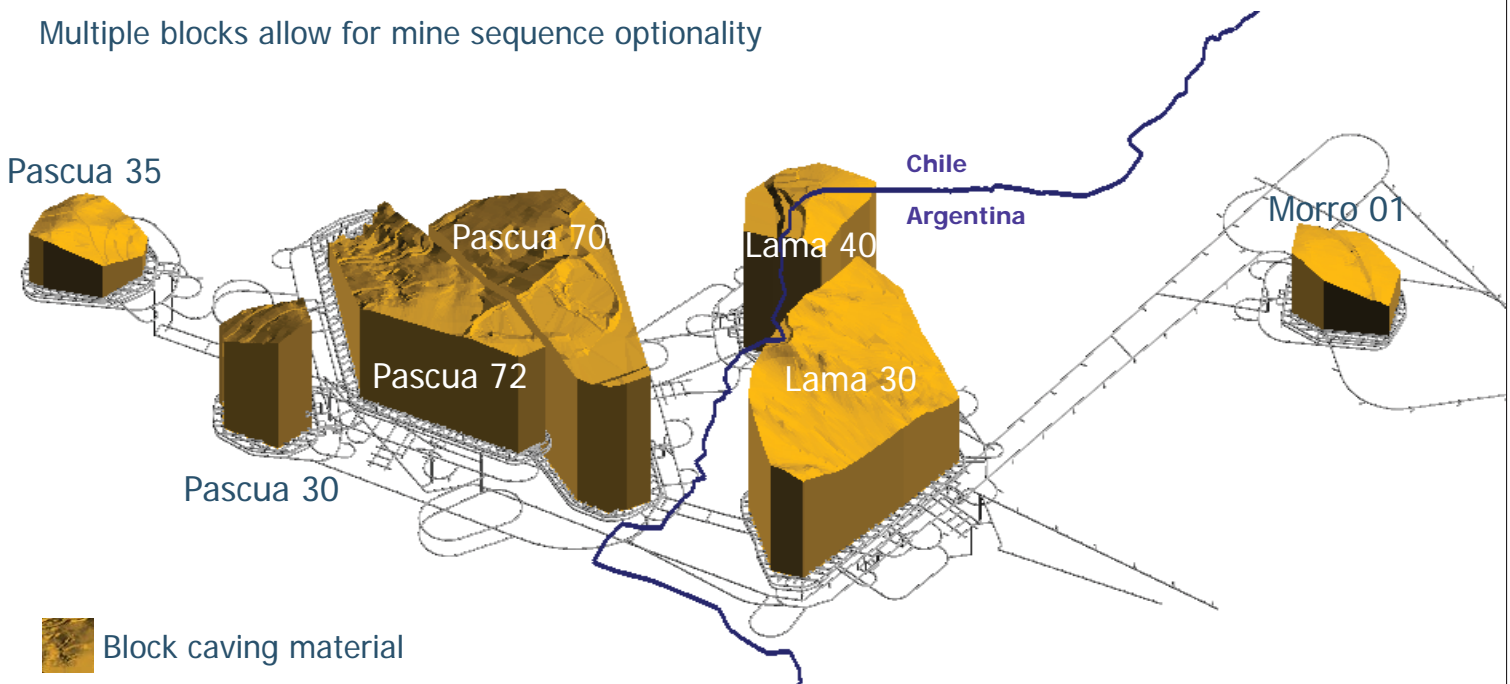 Multiple blocks allow for mine sequence optionality
Pascua 35
Chile
Argentina
Morro 01
Pascua 70
Lama 40
Pascua 72
Lama 30
Pascua 30
Block caving material